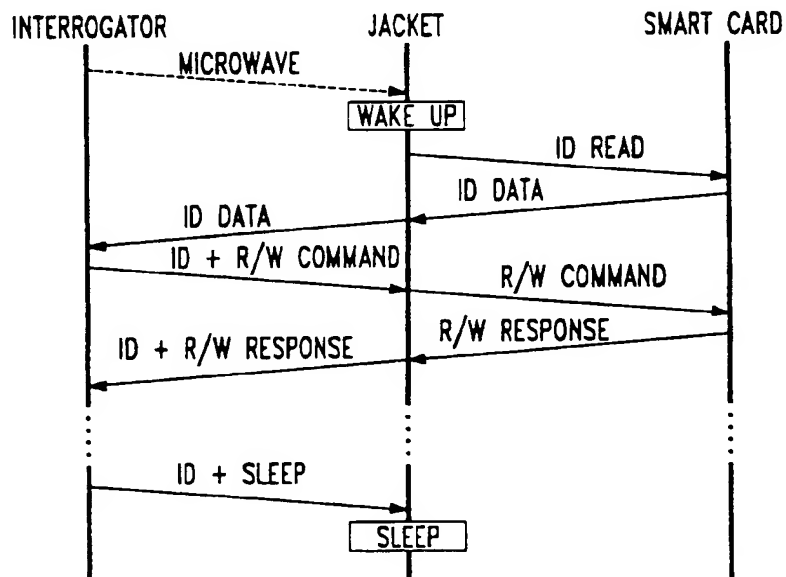 INTERROGATOR JACKET SMART CARD
MICROWAVE
WAKE UP
ID READ
ID DATA
ID DATA
ID + R/W COMMAND
R/W COMMAND
R/W RESPONSE
ID + R/W RESPONSE
ID + SLEEP
SLEEP